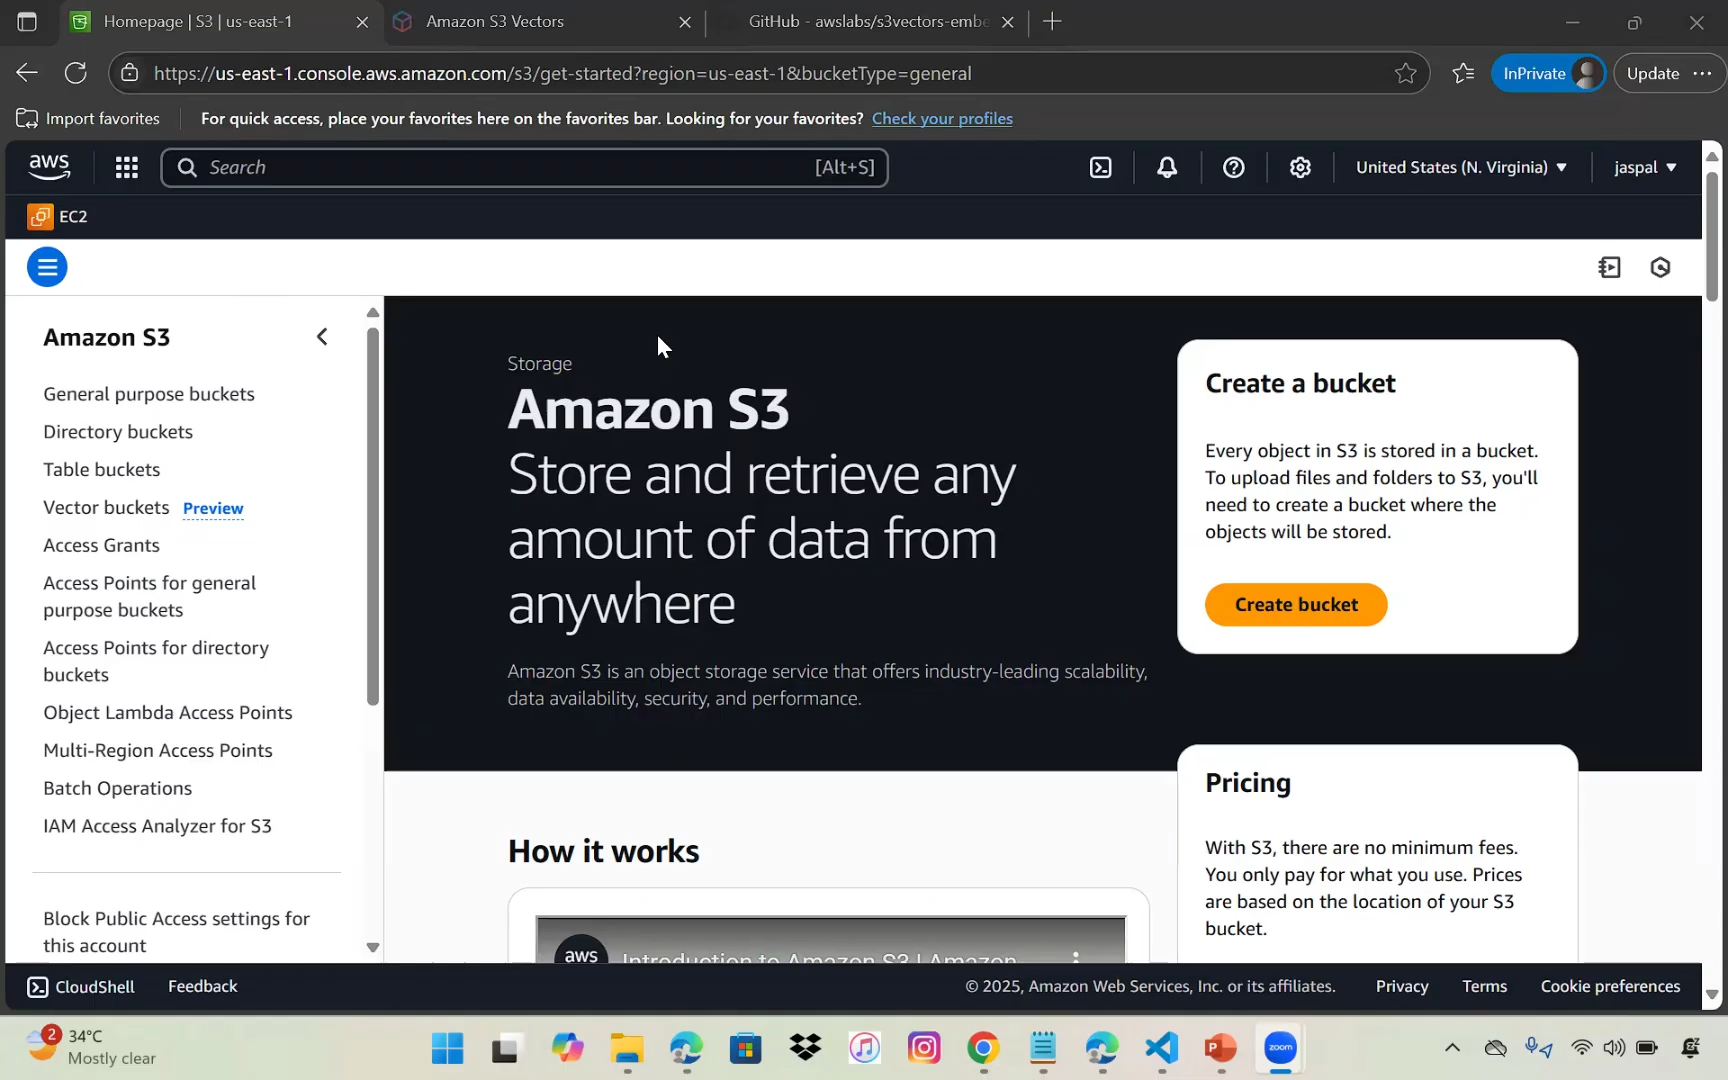 Homepage | S3 | us-east-1
Amazon S3 Vectors
GitHub - awslabs/s3vectors-embe
https://us-east-1.console.aws.amazon.com/s3/get-started?region=us-east-1&bucketType=general
InPrivate
Update
Import favorites
For quick access, place your favorites here on the favorites bar. Looking for your favorites? Check your profiles
aws
Search
[Alt+S]
United States (N. Virginia)
jaspal
EC2
Amazon S3
General purpose buckets
Directory buckets
Table buckets
Vector buckets Preview
Access Grants
Access Points for general
purpose buckets
Access Points for directory
buckets
Object Lambda Access Points
Multi-Region Access Points
Batch Operations
IAM Access Analyzer for S3
Block Public Access settings for
this account
Storage
Amazon S3
Store and retrieve any
amount of data from
anywhere
Amazon S3 is an object storage service that offers industry-leading scalability,
data availability, security, and performance.
Create a bucket
Every object in S3 is stored in a bucket.
To upload files and folders to S3, you'll
need to create a bucket where the
objects will be stored.
Create bucket
How it works
aws
Introduction to Amazon S3 | Amazon
Pricing
With S3, there are no minimum fees.
You only pay for what you use. Prices
are based on the location of your S3
bucket.
CloudShell
Feedback
© 2025, Amazon Web Services, Inc. or its affiliates.
Privacy
Terms
Cookie preferences
2
34°C
Mostly clear
P
zoom